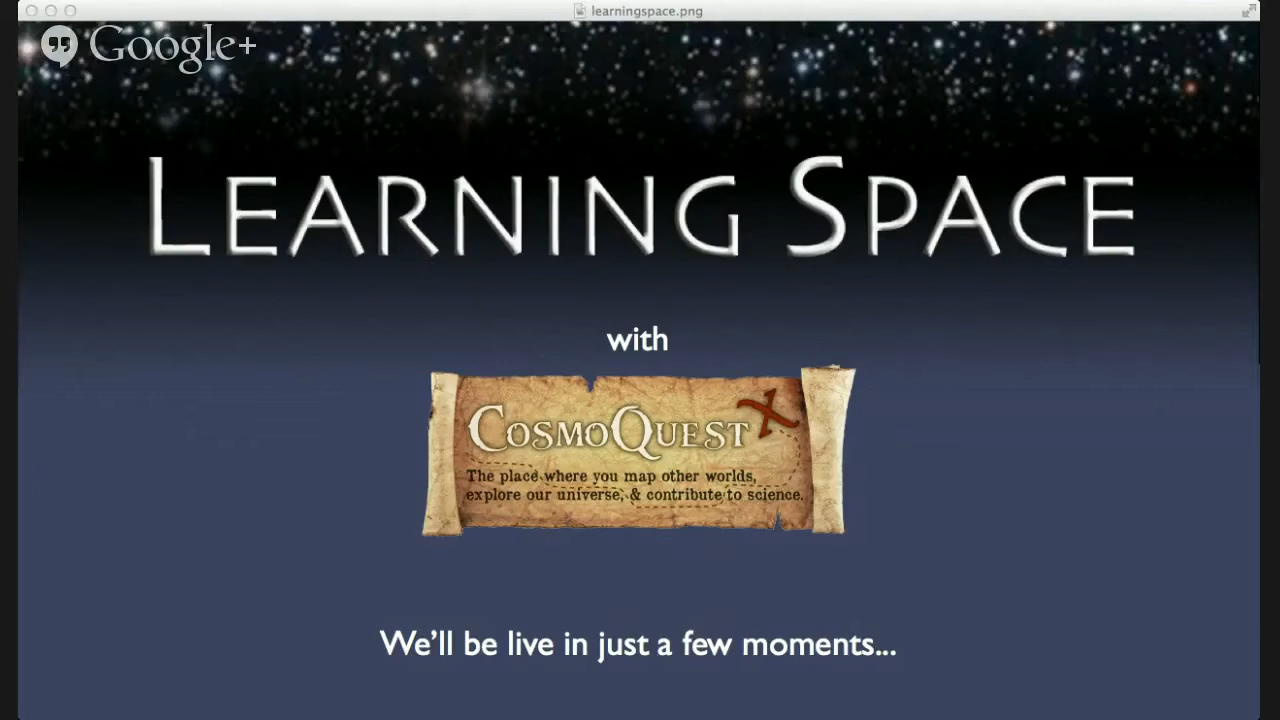 learningspace.png
Google+
LEARNING SPACE
with
COSMOQUEST
The place where you map other worlds,
explore our universe, & contribute to science.
We'll be live in just a few moments...